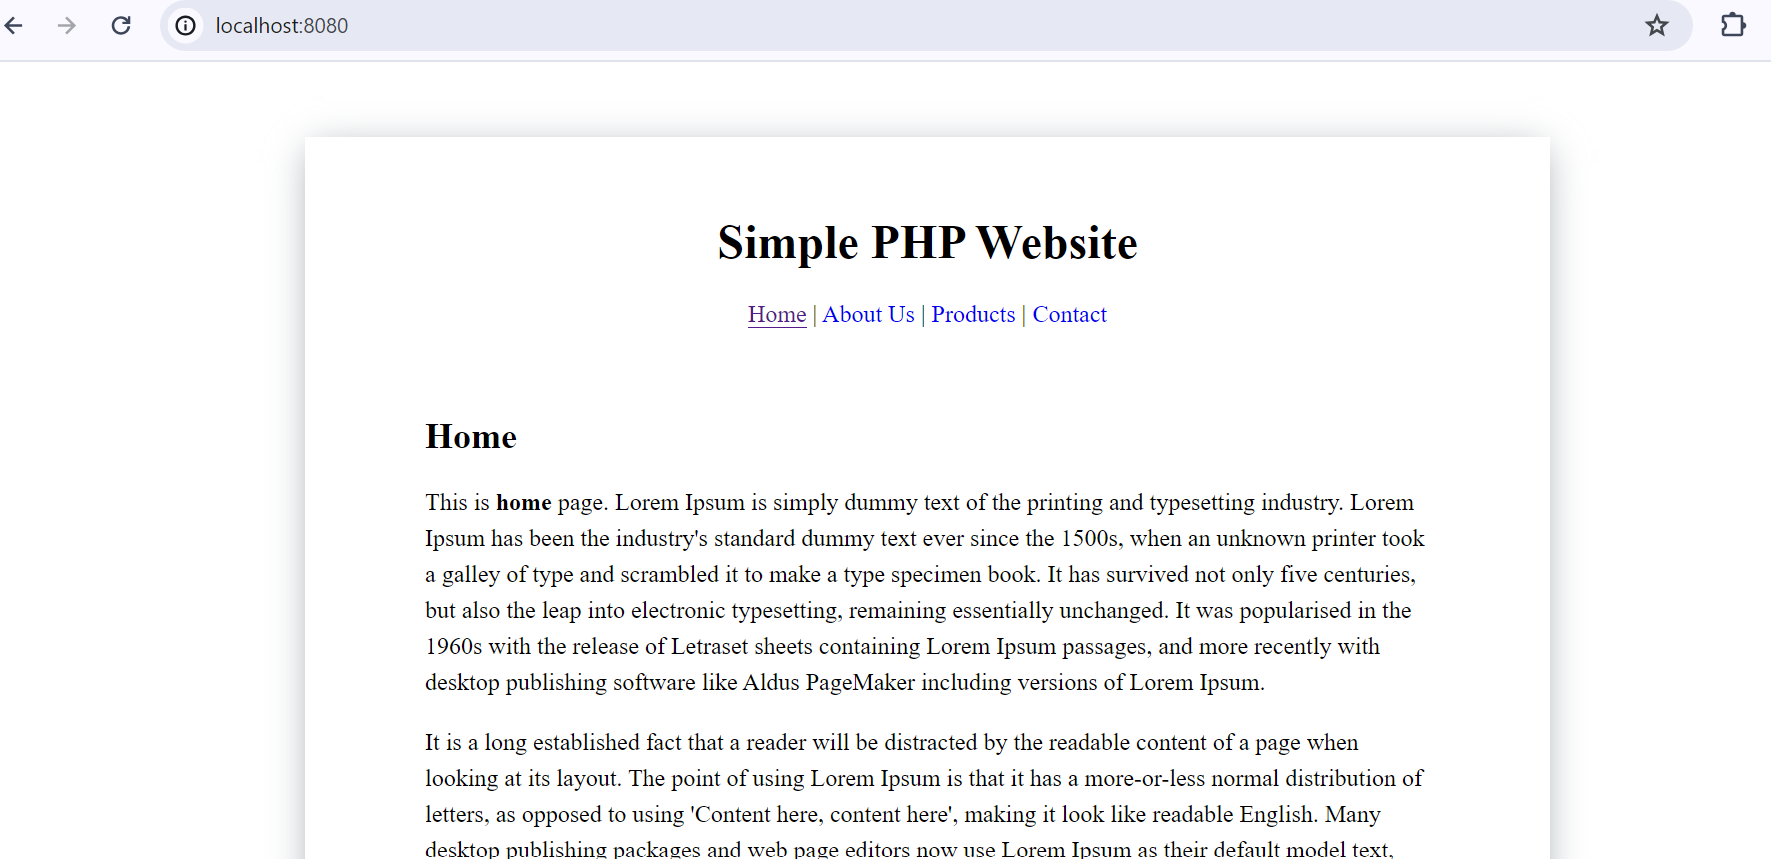 localhost:8080
Simple PHP Website
Home | About Us | Products | Contact
Home
This is home page. Lorem Ipsum is simply dummy text of the printing and typesetting industry. Lorem
Ipsum has been the industry's standard dummy text ever since the 1500s, when an unknown printer took
a galley of type and scrambled it to make a type specimen book. It has survived not only five centuries,
but also the leap into electronic typesetting, remaining essentially unchanged. It was popularised in the
1960s with the release of Letraset sheets containing Lorem Ipsum passages, and more recently with
desktop publishing software like Aldus PageMaker including versions of Lorem Ipsum.
It is a long established fact that a reader will be distracted by the readable content of a page when
looking at its layout. The point of using Lorem Ipsum is that it has a more-or-less normal distribution of
letters, as opposed to using 'Content here, content here', making it look like readable English. Many
desktop publishing packages and web page editors now use Lorem Ipsum as their default model text,